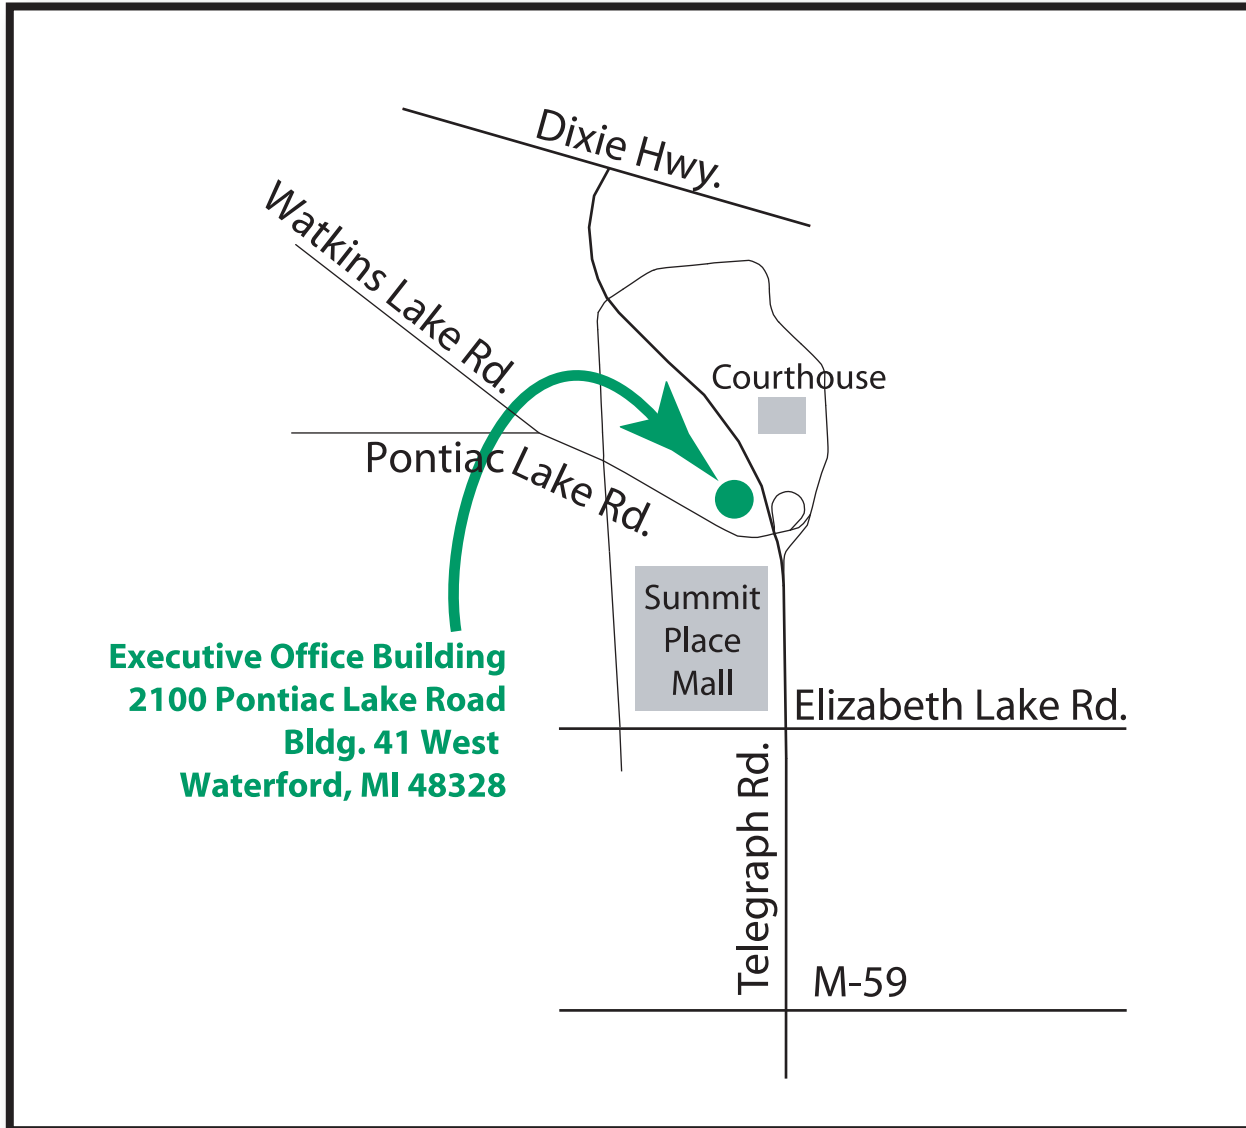 Dixie Hwy.
Watkins Lake Rd.
Courthouse
Pontiac Lake Rd.
Summit
Place
Mall
Executive Office Building
2100 Pontiac Lake Road
Bldg. 41 West
Waterford, MI 48328
Elizabeth Lake Rd.
Telegraph Rd.
M-59